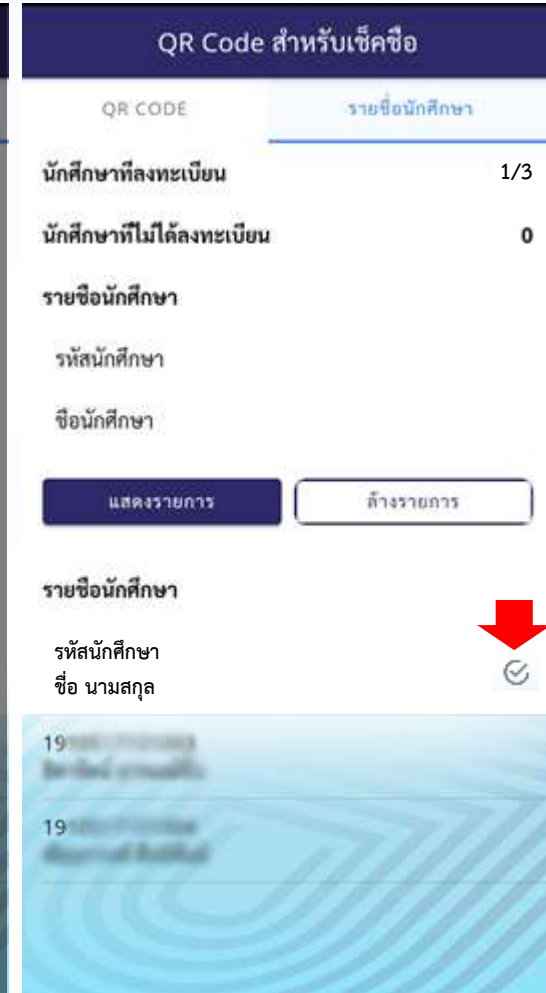 QR Code สำหรับเช็คชื่อ
QR CODE
รายชื่อนักศึกษา
นักศึกษาที่ลงทะเบียน 1/3
นักศึกษาที่ไม่ได้ลงทะเบียน 0
รายชื่อนักศึกษา
รหัสนักศึกษา
ชื่อนักศึกษา
แสดงรายการ
ล้างรายการ
รายชื่อนักศึกษา
รหัสนักศึกษา
ชื่อ นามสกุล
19
19